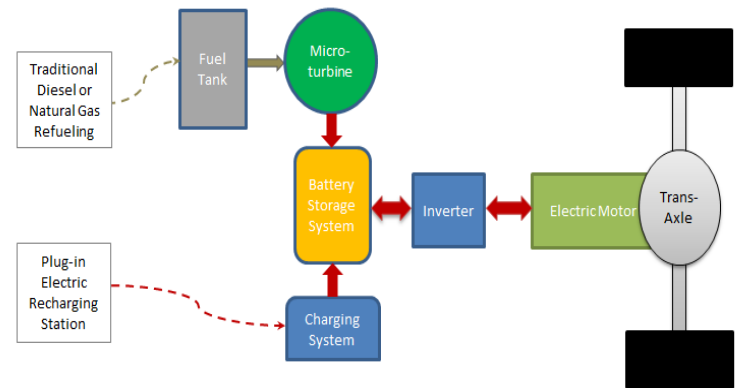 Traditional
Diesel or
Natural Gas
Refueling
Fuel
Tank
Micro-
turbine
Battery
Storage
System
Inverter
Electric Motor
Trans-
Axle
Plug-in
Electric
Recharging
Station
Charging
System